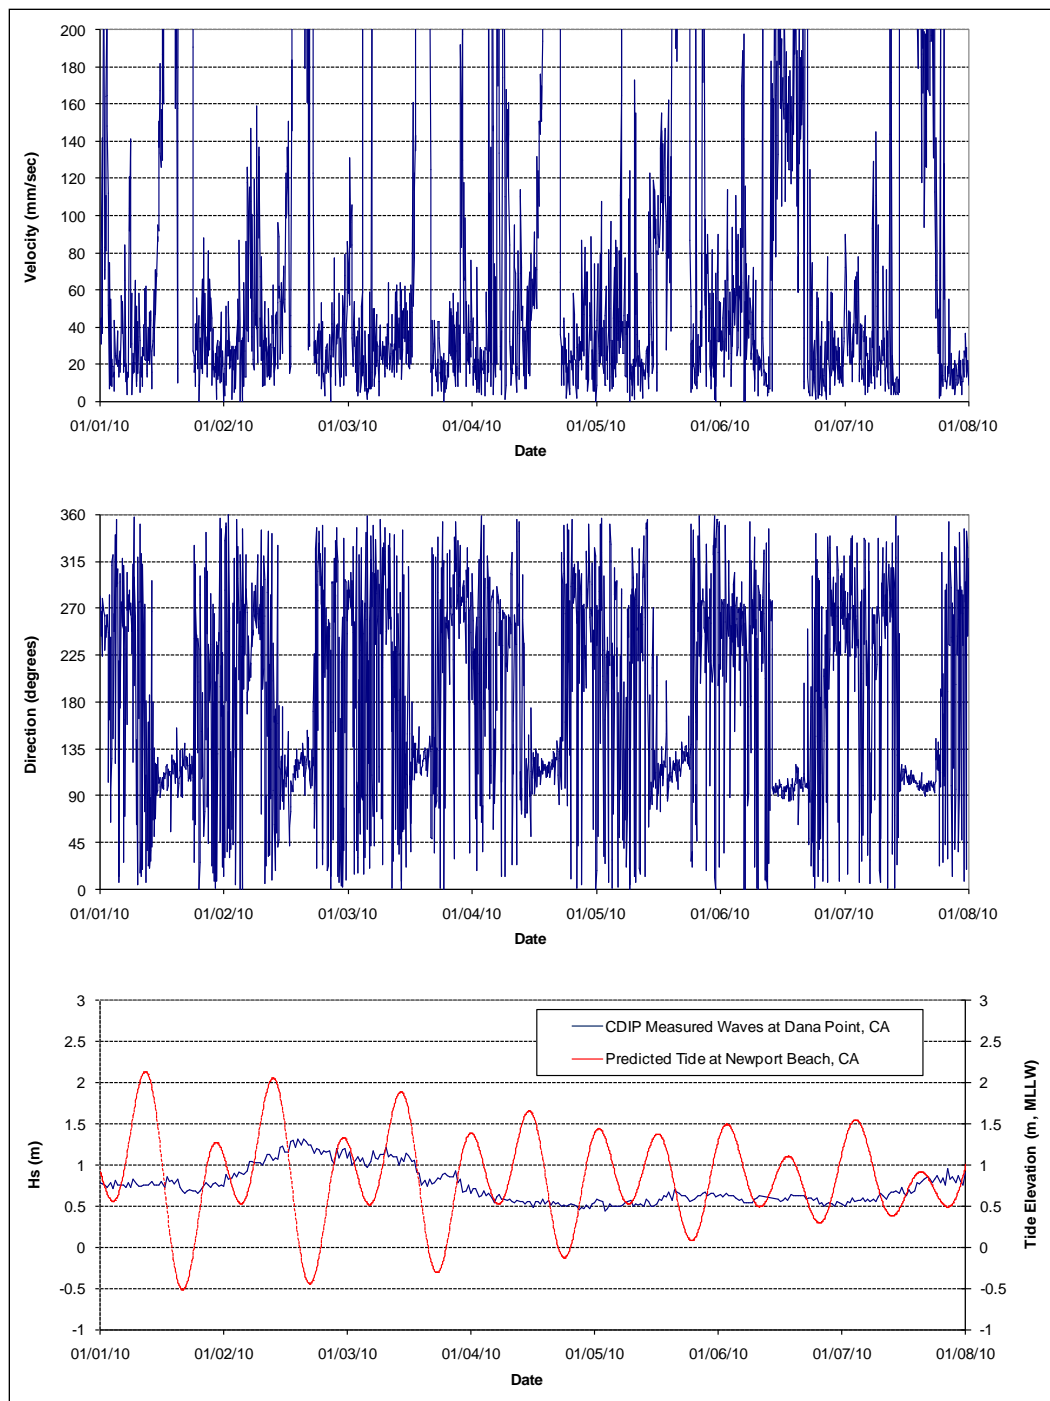 200
180
160
140
120
100
80
60
40
20
0
Velocity (mm/sec)
01/01/10 01/02/10 01/03/10 01/04/10 01/05/10 01/06/10 01/07/10 01/08/10
Date
360
315
270
225
180
135
90
45
0
Direction (degrees)
01/01/10 01/02/10 01/03/10 01/04/10 01/05/10 01/06/10 01/07/10 01/08/10
Date
3 3
2.5 2.5
2 2
1.5 1.5
1 1
0.5 0.5
0 0
-0.5 -0.5
-1 -1
Hs (m)
Tide Elevation (m, MLLW)
CDIP Measured Waves at Dana Point, CA
Predicted Tide at Newport Beach, CA
01/01/10 01/02/10 01/03/10 01/04/10 01/05/10 01/06/10 01/07/10 01/08/10
Date